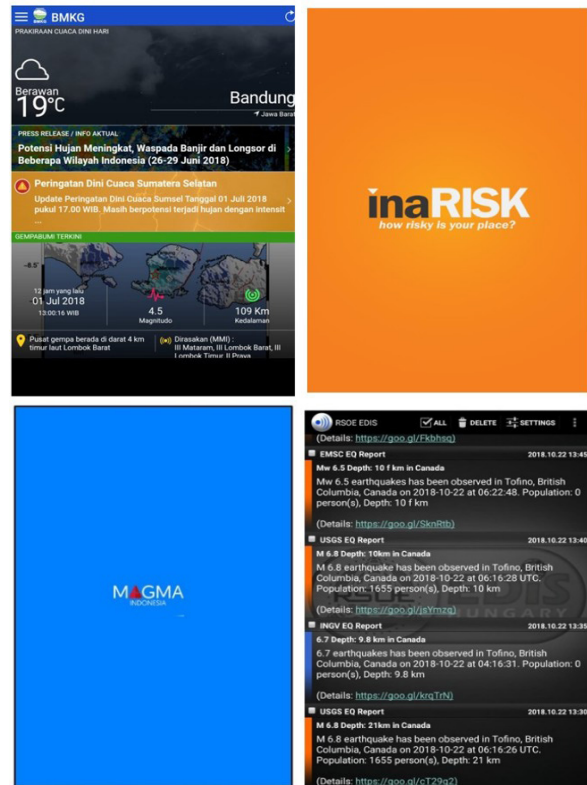 BMKG
PRAKIRAAN CUACA DINI HARI
Berawan
19°C
Bandung
Jawa Barat
PRESS RELEASE / INFO AKTUAL
Potensi Hujan Meningkat, Waspada Banjir dan Longsor di
Beberapa Wilayah Indonesia (26-29 Juni 2018)
Peringatan Dini Cuaca Sumatera Selatan
Update Peringatan Dini Cuaca Sumsel Tanggal 01 Juli 2018
pukul 17.00 WIB. Masih berpotensi terjadi hujan dengan intensit
...
GEMPABUMI TERKINI
-8.5°
12 jam yang lalu
01 Jul 2018
13:00:16 WIB
4.5
Magnitudo
109 Km
Kedalaman
Pusat gempa berada di darat 4 km
timur laut Lombok Barat
Dirasakan (MMI) :
III Mataram, III Lombok Barat, III
Lombok Timur, II Praya
inaRISK
how risky is your place?
MAGMA
INDONESIA
RSOE EDIS
ALL
DELETE
SETTINGS
(Details: https://goo.gl/Fkbhsq)
EMSC EQ Report 2018.10.22 13:45
Mw 6.5 Depth: 10 f km in Canada
Mw 6.5 earthquakes has been observed in Tofino, British
Columbia, Canada on 2018-10-22 at 06:22:48. Population: 0
person(s), Depth: 10 f km
(Details: https://goo.gl/SknRtb)
USGS EQ Report 2018.10.22 13:40
M 6.8 Depth: 10km in Canada
M 6.8 earthquake has been observed in Tofino, British
Columbia, Canada on 2018-10-22 at 06:16:28 UTC.
Population: 1655 person(s), Depth: 10 km
(Details: https://goo.gl/jsYmzq)
INGV EQ Report 2018.10.22 13:35
6.7 Depth: 9.8 km in Canada
6.7 earthquakes has been observed in Tofino, British
Columbia, Canada on 2018-10-22 at 04:16:31. Population: 0
person(s), Depth: 9.8 km
(Details: https://goo.gl/krqTrN)
USGS EQ Report 2018.10.22 13:30
M 6.8 Depth: 21km in Canada
M 6.8 earthquake has been observed in Tofino, British
Columbia, Canada on 2018-10-22 at 06:16:26 UTC.
Population: 1655 person(s), Depth: 21 km
(Details: https://goo.gl/cT29q2)
RSOE EDIS
HUNGARY